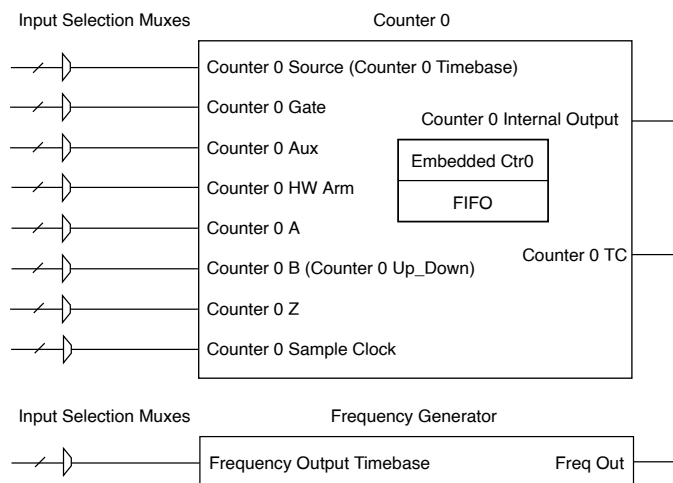 Input Selection Muxes
Counter 0
Counter 0 Source (Counter 0 Timebase)
Counter 0 Gate
Counter 0 Internal Output
Counter 0 Aux
Embedded Ctr0
Counter 0 HW Arm
FIFO
Counter 0 A
Counter 0 TC
Counter 0 B (Counter 0 Up_Down)
Counter 0 Z
Counter 0 Sample Clock
Input Selection Muxes
Frequency Generator
Frequency Output Timebase
Freq Out